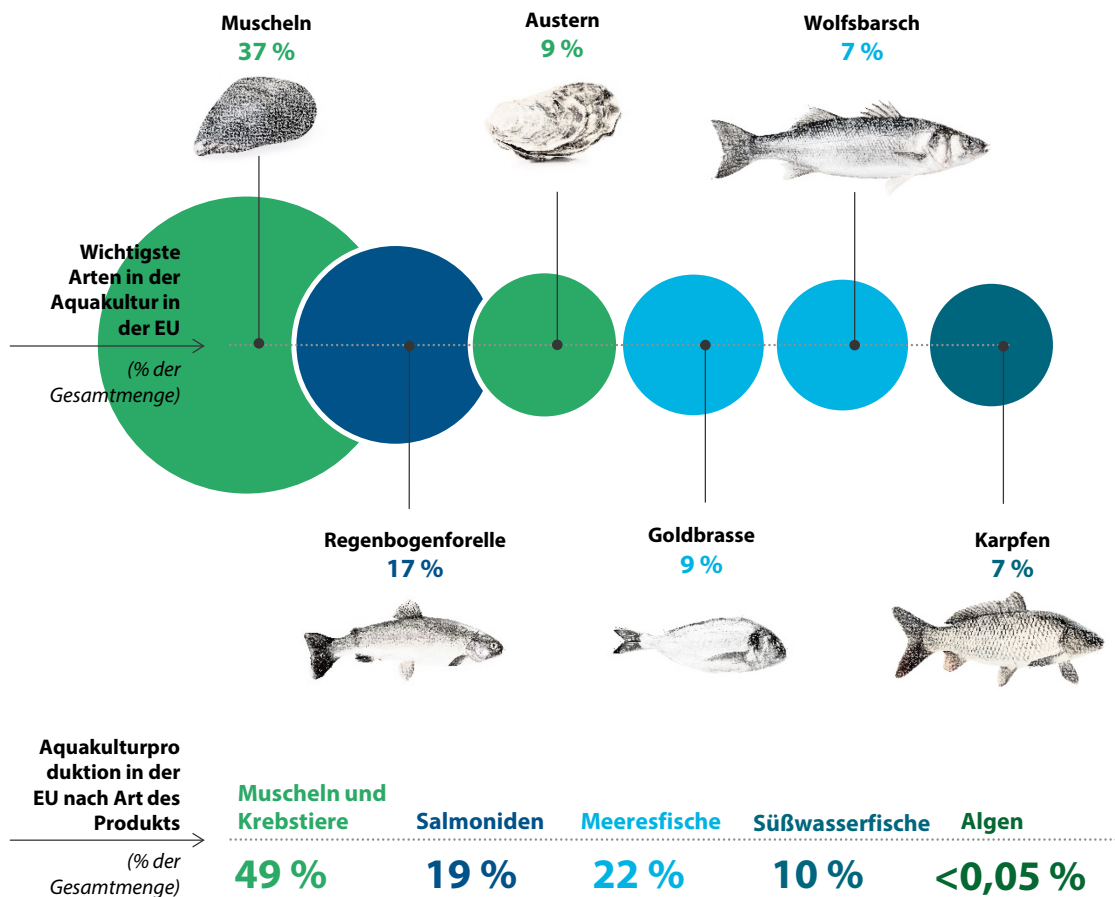 Muscheln
37 %
Austern
9 %
Wolfsbarsch
7 %
Wichtigste
Arten in der
Aquakultur in
der EU
(% der
Gesamtmenge)
Regenbogenforelle
17 %
Goldbrasse
9 %
Karpfen
7 %
Aquakulturpro
duktion in der
EU nach Art des
Produkts
(% der
Gesamtmenge)
Muscheln und
Krebstiere
49 %
Salmoniden
19 %
Meeresfische
22 %
Süßwasserfische
10 %
Algen
<0,05 %